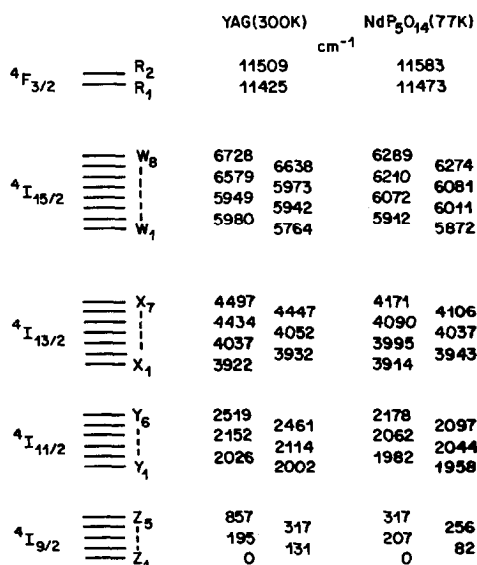 YAG(300K) NdP₅O₁₄(77K)
cm⁻¹
⁴F₃/₂ R₂ 11509 11583
R₁ 11425 11473
W₈ 6728 6289
6638 6274
6579 6210
5973 6081
⁴I₁₅/₂ 5949 6072
5942 6011
5980 5912
W₁ 5764 5872
X₇ 4497 4171
4447 4106
⁴I₁₃/₂ 4434 4090
4052 4037
4037 3995
3932 3943
X₁ 3922 3914
Y₆ 2519 2178
2461 2097
⁴I₁₁/₂ 2152 2062
2114 2044
2026 1982
Y₁ 2002 1958
Z₅ 857 317
317 256
⁴I₉/₂ 195 207
131 82
Z₁ 0 0